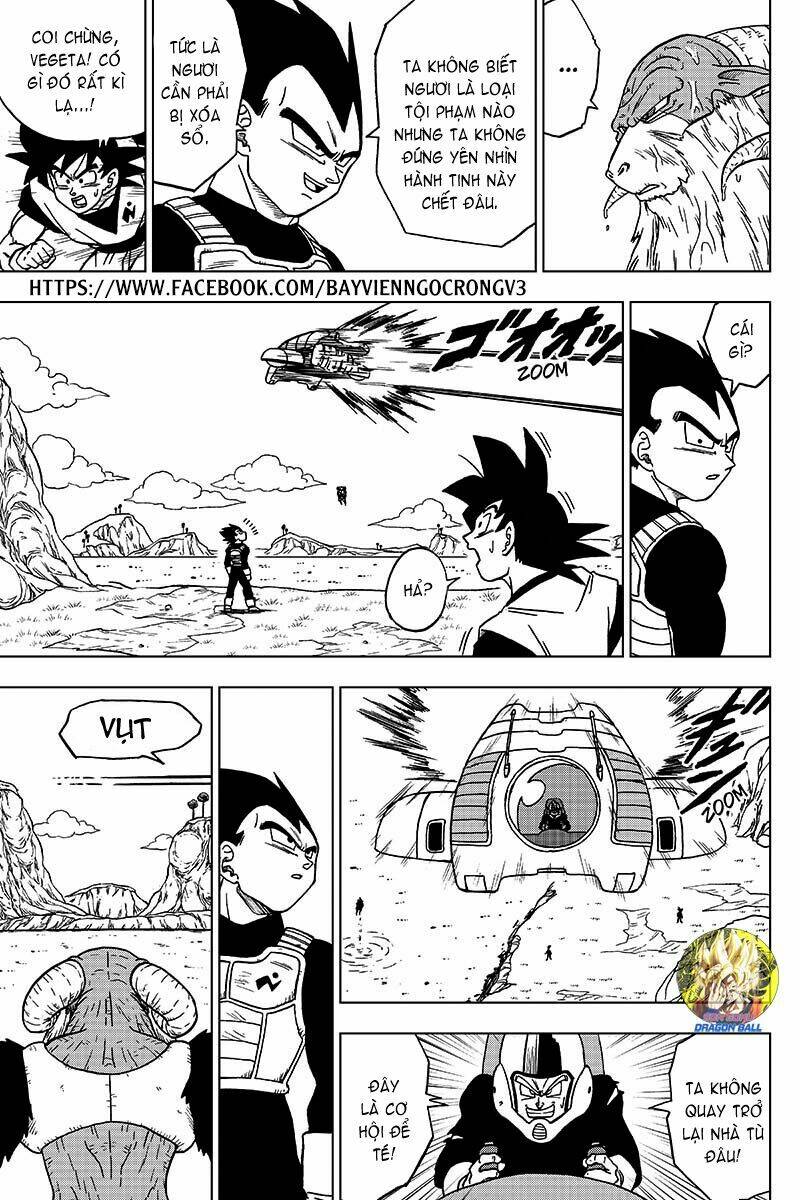 ...
TA KHÔNG BIẾT
NGƯƠI LÀ LOẠI
TỘI PHẠM NÀO
NHƯNG TA KHÔNG
ĐỨNG YÊN NHÌN
HÀNH TINH NÀY
CHẾT ĐÂU.
TỨC LÀ
NGƯƠI
CẦN PHẢI
BỊ XÓA
SỔ.
COI CHỪNG,
VEGETA! CÓ
GÌ ĐÓ RẤT KÌ
LẠ,,,!
HTTPS://WWW.FACEBOOK.COM/BAYVIENNGOCRONGV3
CÁI
GÌ?
ゴオオッ
ZOOM
HẢ?
ZOOM
VỤT
DRAGON BALL
TA KHÔNG
QUAY TRỞ
LẠI NHÀ TÙ
ĐÂU!
ĐÂY
LÀ CƠ
HỘI ĐỂ
TÉ!